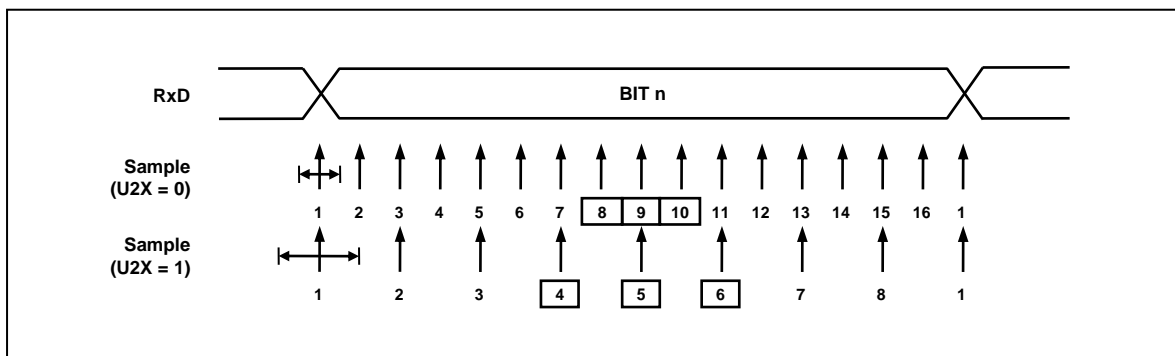 RxD BIT n
Sample
(U2X = 0)
1 2 3 4 5 6 7 8 9 10 11 12 13 14 15 16 1
Sample
(U2X = 1)
1 2 3 4 5 6 7 8 1